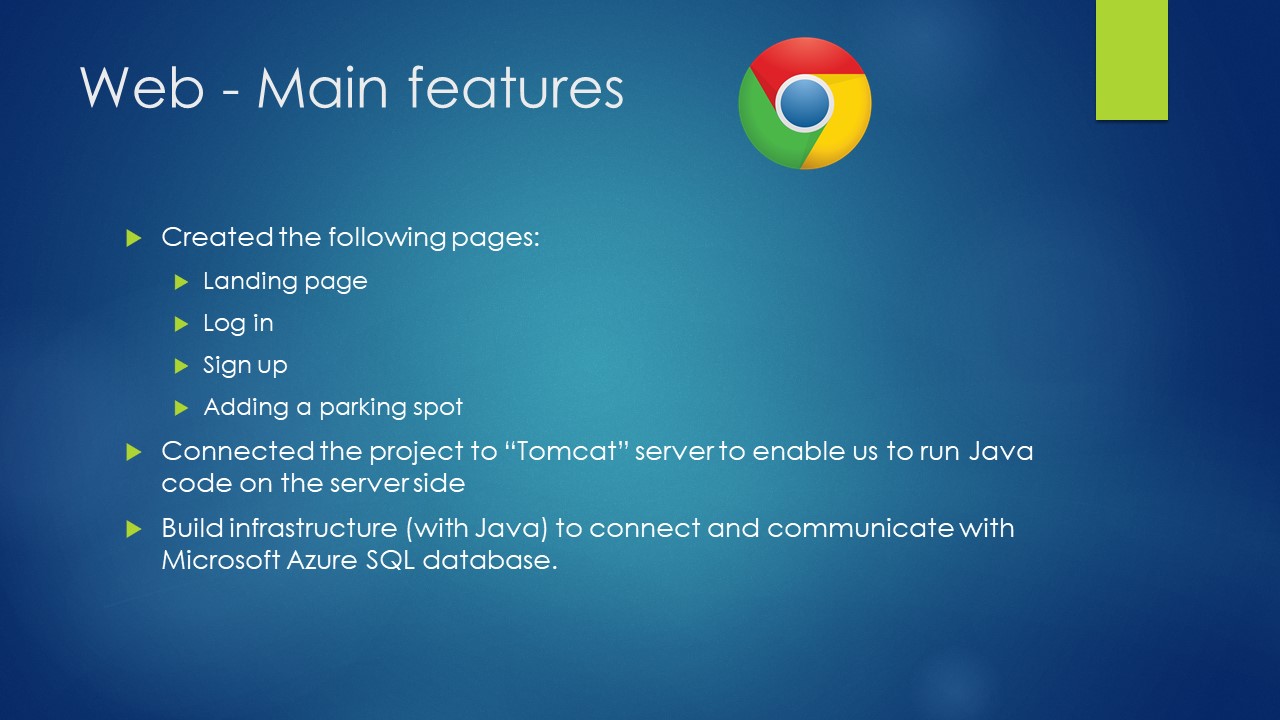 Web - Main features
Created the following pages:
Landing page
Log in
Sign up
Adding a parking spot
Connected the project to “Tomcat” server to enable us to run Java
code on the server side
Build infrastructure (with Java) to connect and communicate with
Microsoft Azure SQL database.